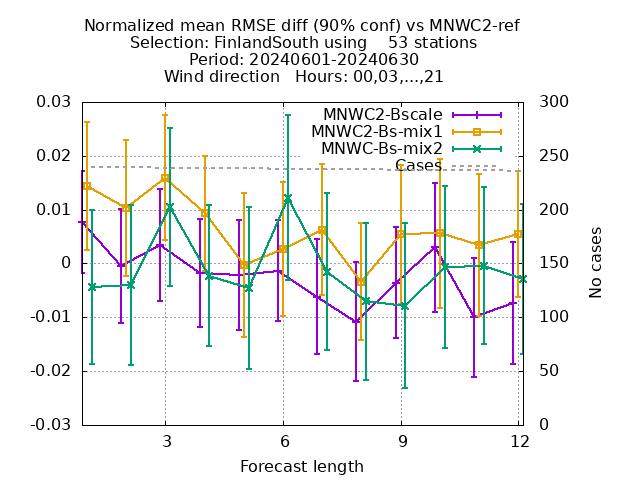 Normalized mean RMSE diff (90% conf) vs MNWC2-ref
Selection: FinlandSouth using    53 stations
Period: 20240601-20240630
Wind direction   Hours: 00,03,...,21
MNWC2-Bscale
MNWC2-Bs-mix1
MNWC-Bs-mix2
Cases
0.03
0.02
0.01
0
-0.01
-0.02
-0.03
300
250
200
150
100
50
0
No cases
3
6
9
12
Forecast length